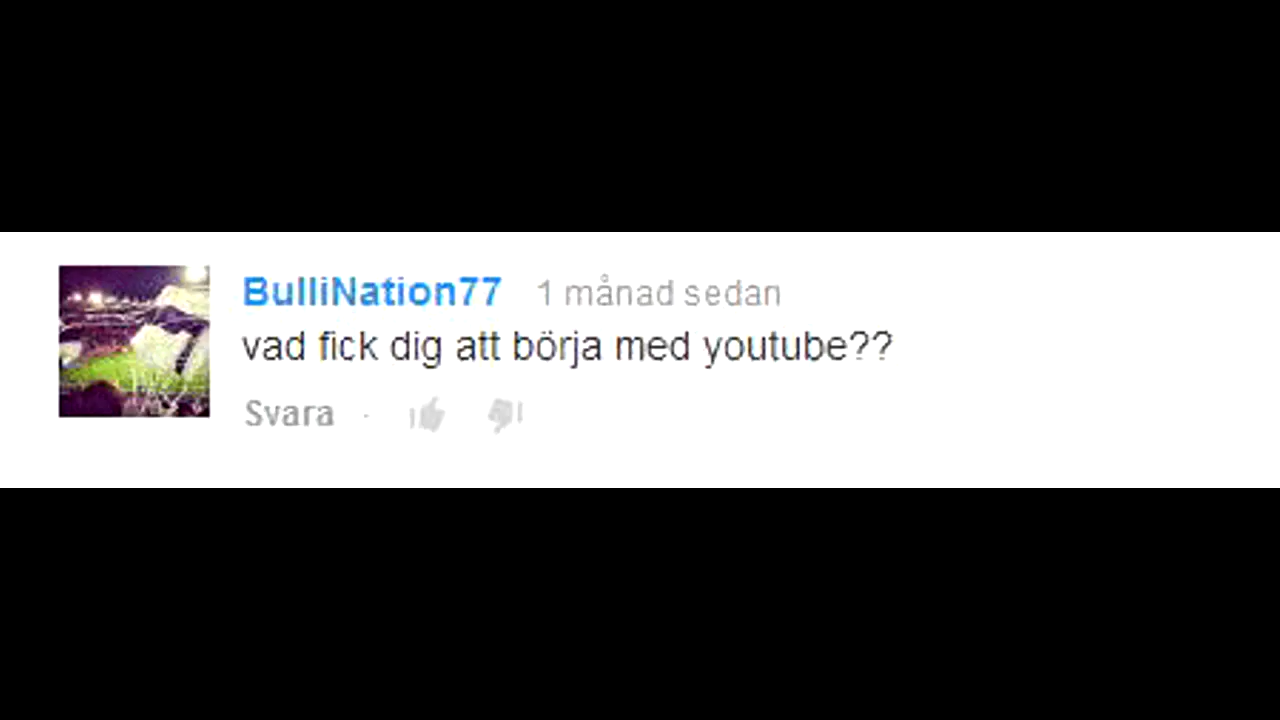 BulliNation77 1 månad sedan
vad fick dig att börja med youtube??
Svara ·